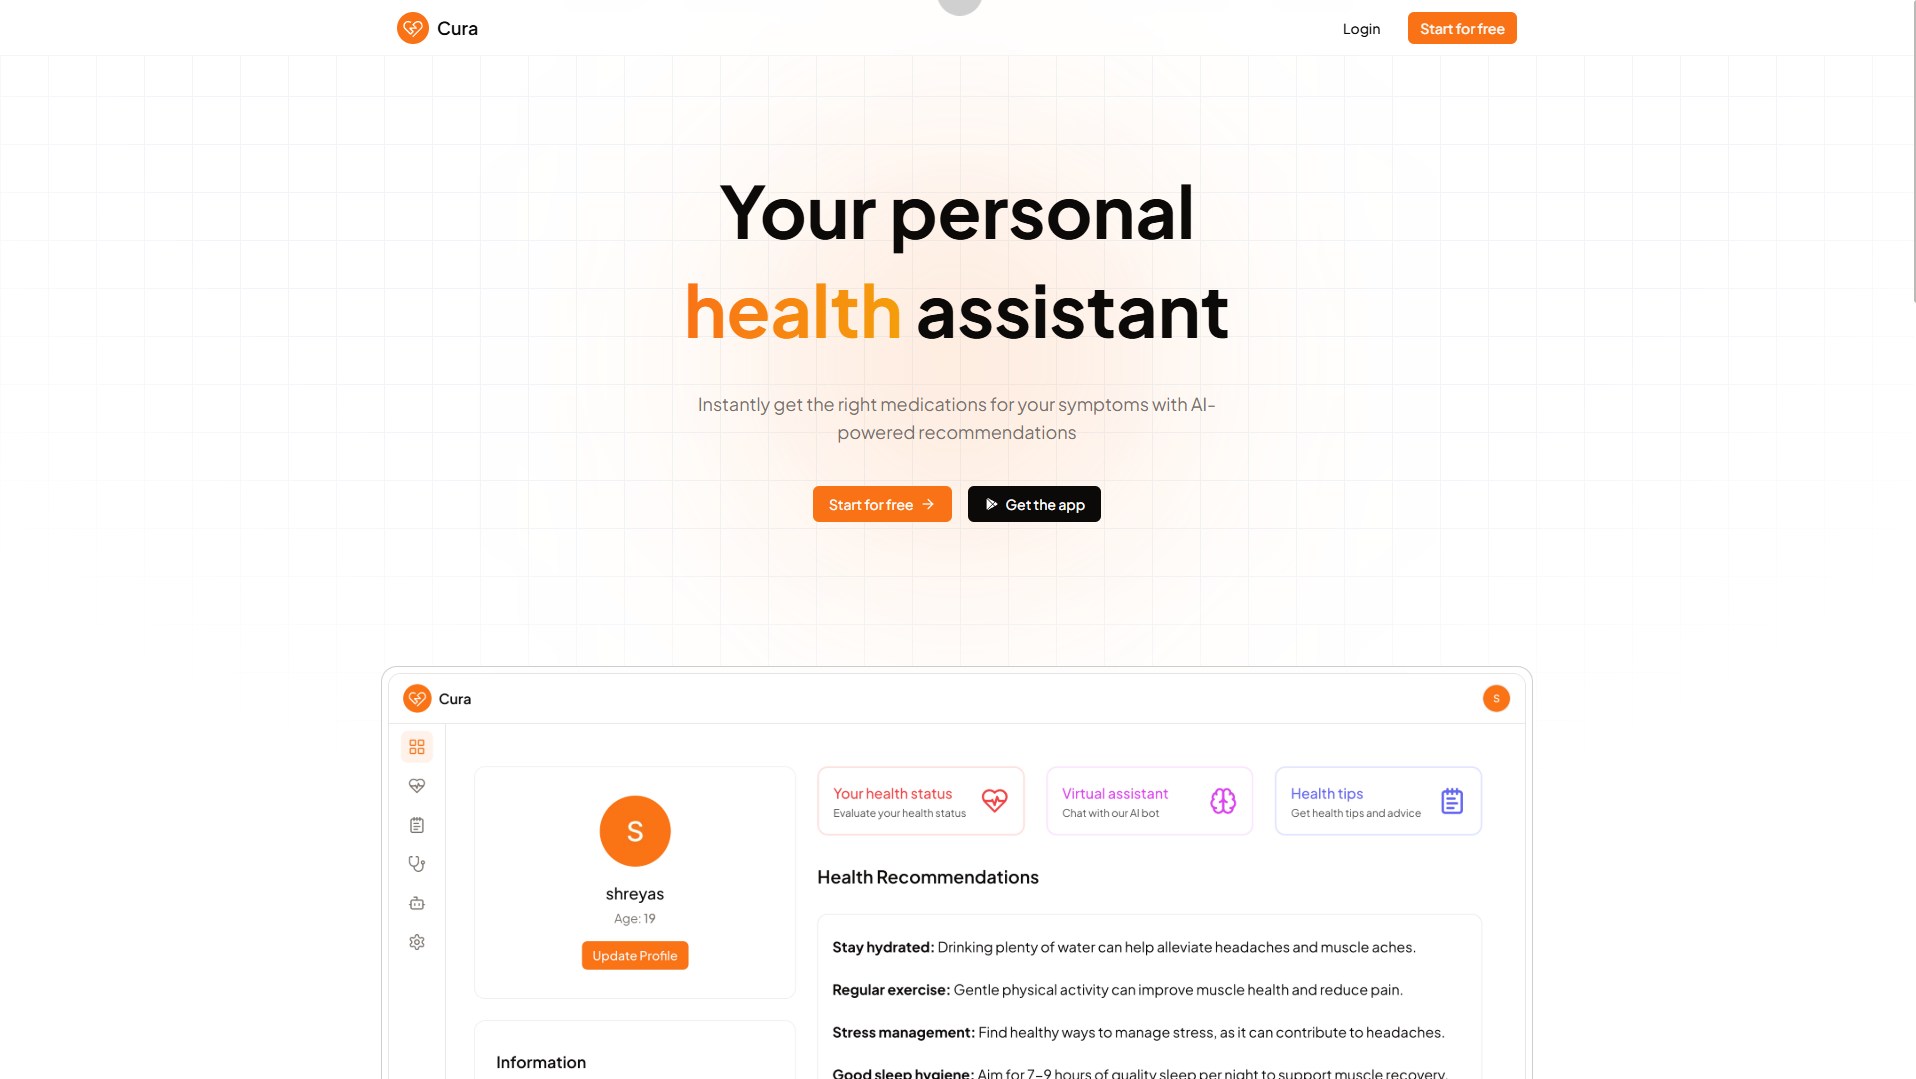 Cura
Login
Start for free
Your personal
health assistant
Instantly get the right medications for your symptoms with AI-
powered recommendations
Start for free
Get the app
Cura
S
S
shreyas
Age: 19
Update Profile
Information
Your health status
Evaluate your health status
Virtual assistant
Chat with our AI bot
Health tips
Get health tips and advice
Health Recommendations
Stay hydrated: Drinking plenty of water can help alleviate headaches and muscle aches.
Regular exercise: Gentle physical activity can improve muscle health and reduce pain.
Stress management: Find healthy ways to manage stress, as it can contribute to headaches.
Good sleep hygiene: Aim for 7–9 hours of quality sleep per night to support muscle recovery.